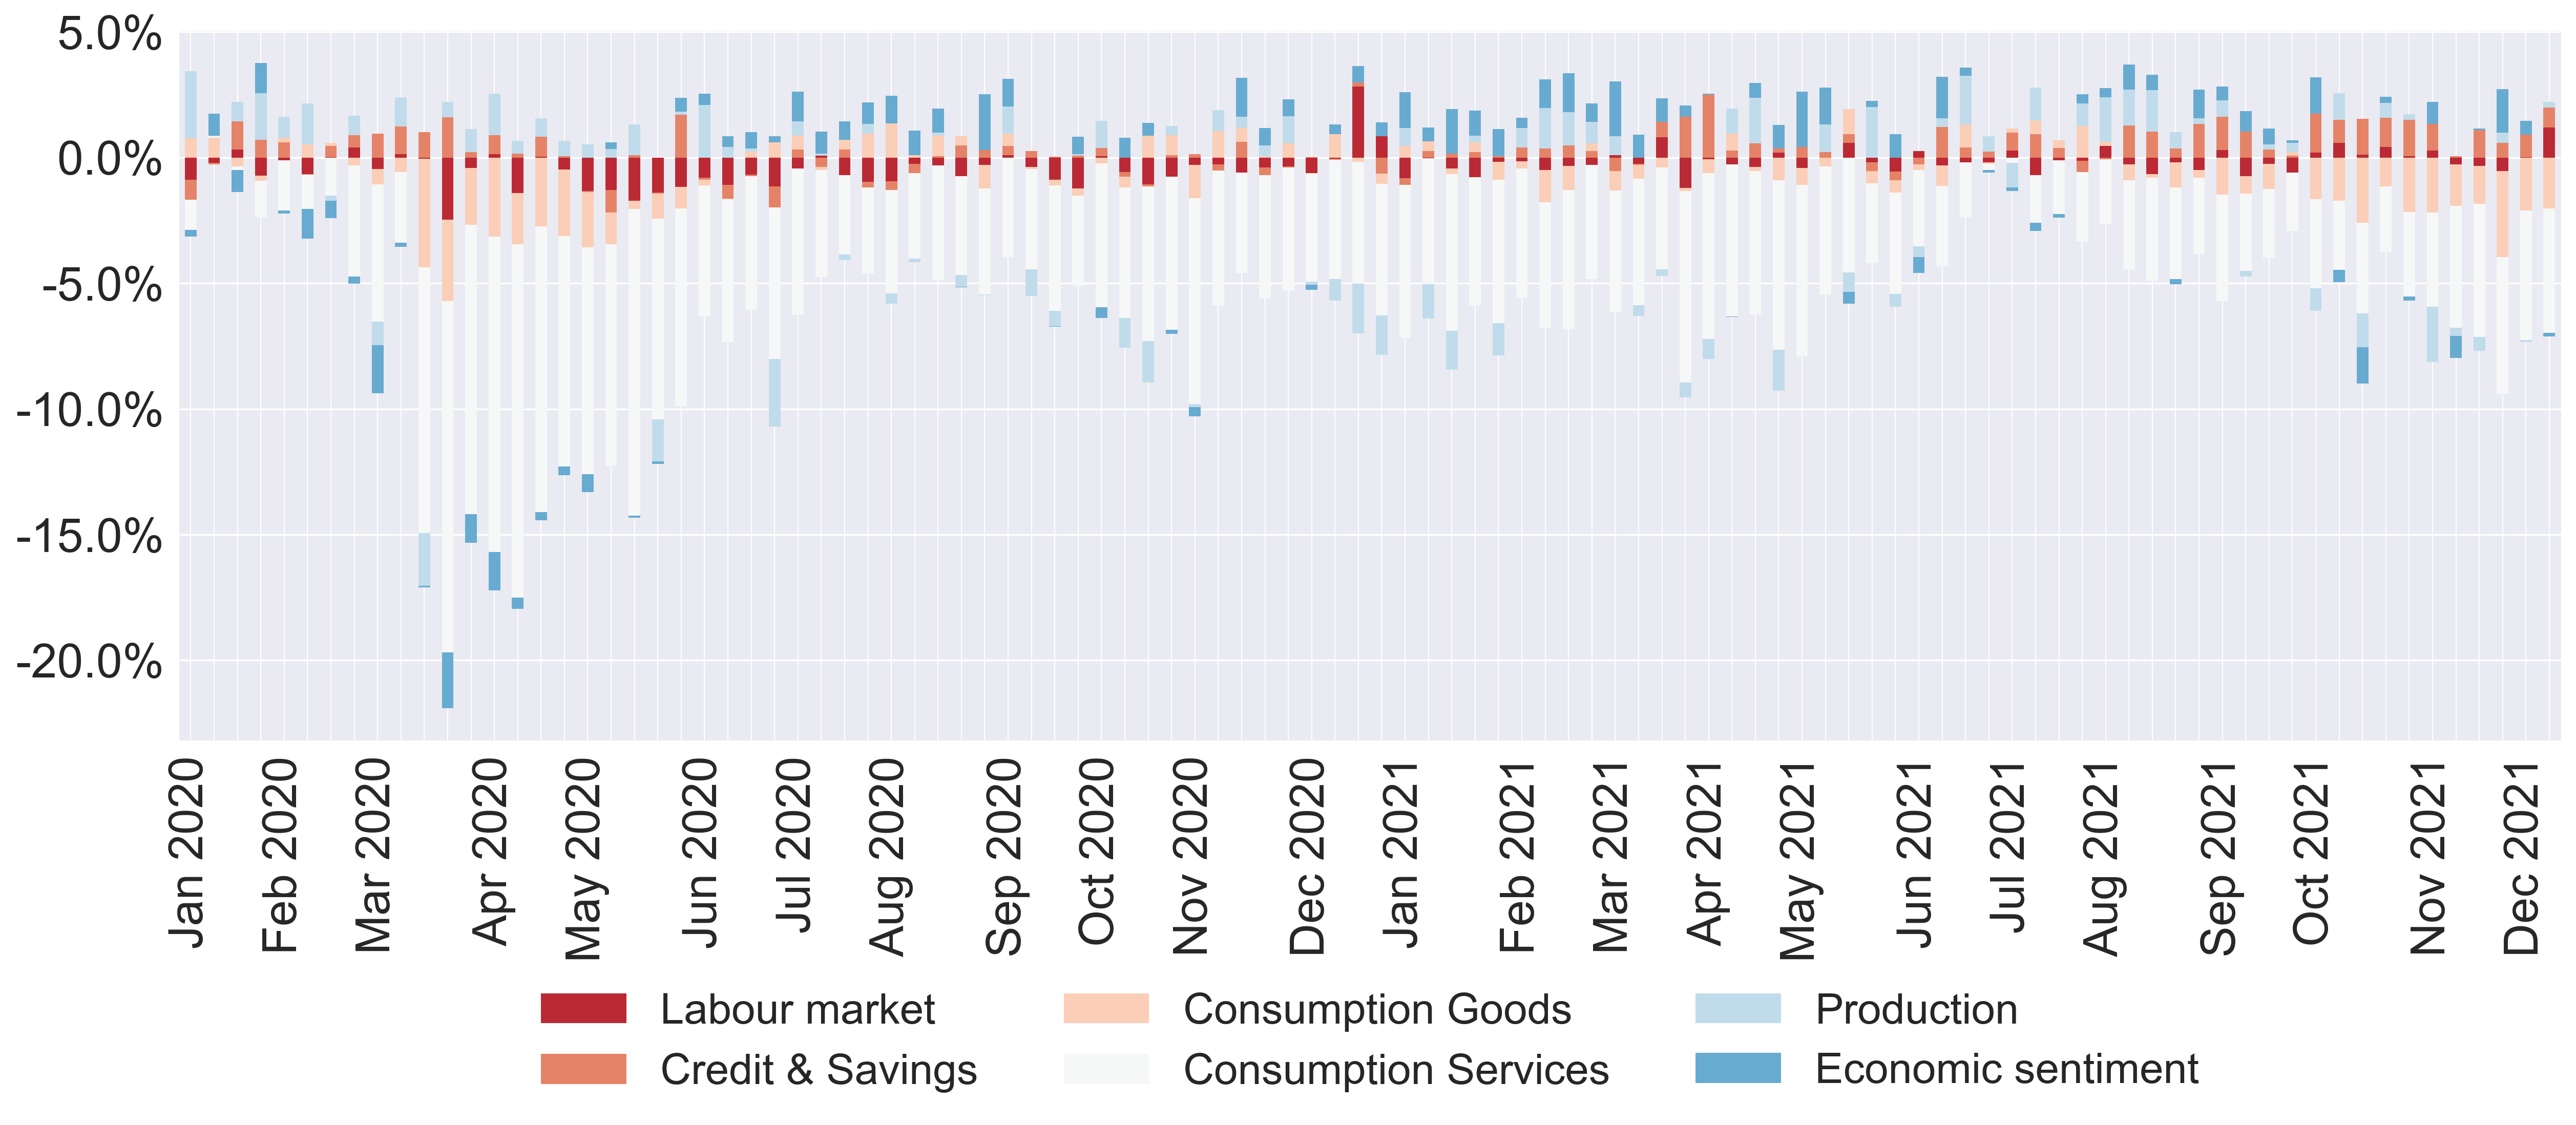 5.0%
0.0%
-5.0%
-10.0%
-15.0%
-20.0%
Jan 2020
Feb 2020
Mar 2020
Apr 2020
May 2020
Jun 2020
Jul 2020
Aug 2020
Sep 2020
Oct 2020
Nov 2020
Dec 2020
Jan 2021
Feb 2021
Mar 2021
Apr 2021
May 2021
Jun 2021
Jul 2021
Aug 2021
Sep 2021
Oct 2021
Nov 2021
Dec 2021
Labour market
Consumption Goods
Production
Credit & Savings
Consumption Services
Economic sentiment